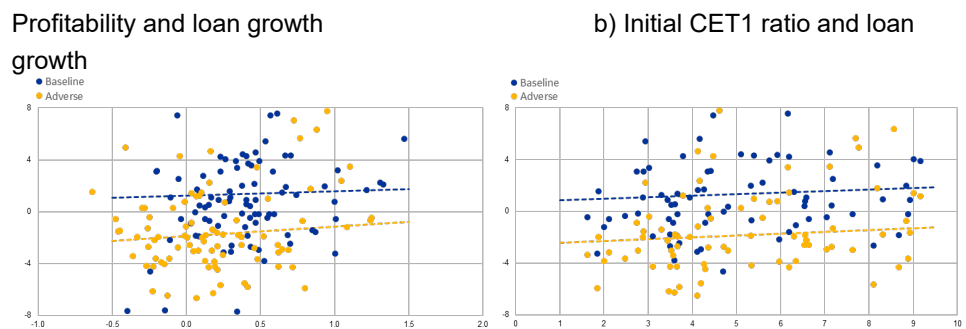 Profitability and loan growth b) Initial CET1 ratio and loan
growth
Baseline
Adverse
8
4
0
-4
-8
-1.0 -0.5 0.0 0.5 1.0 1.5 2.0
Baseline
Adverse
8
4
0
-4
-8
0 1 2 3 4 5 6 7 8 9 10